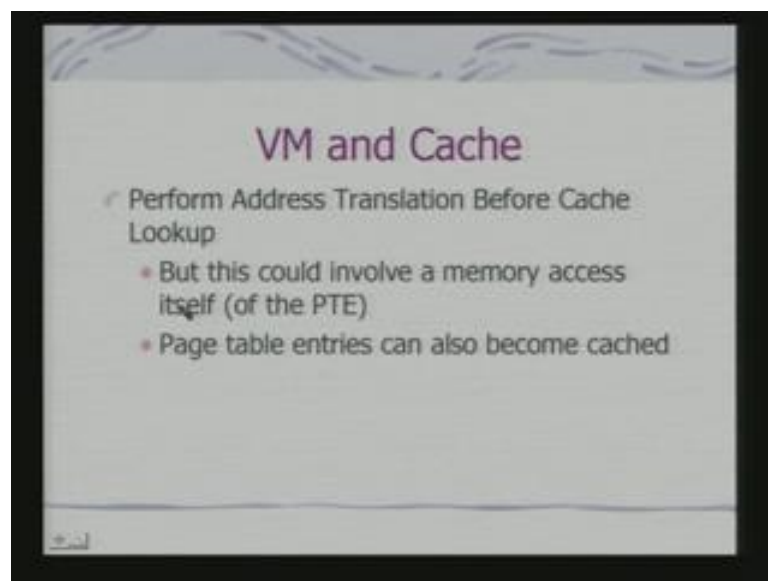 VM and Cache
Perform Address Translation Before Cache
Lookup
But this could involve a memory access
itself (of the PTE)
Page table entries can also become cached